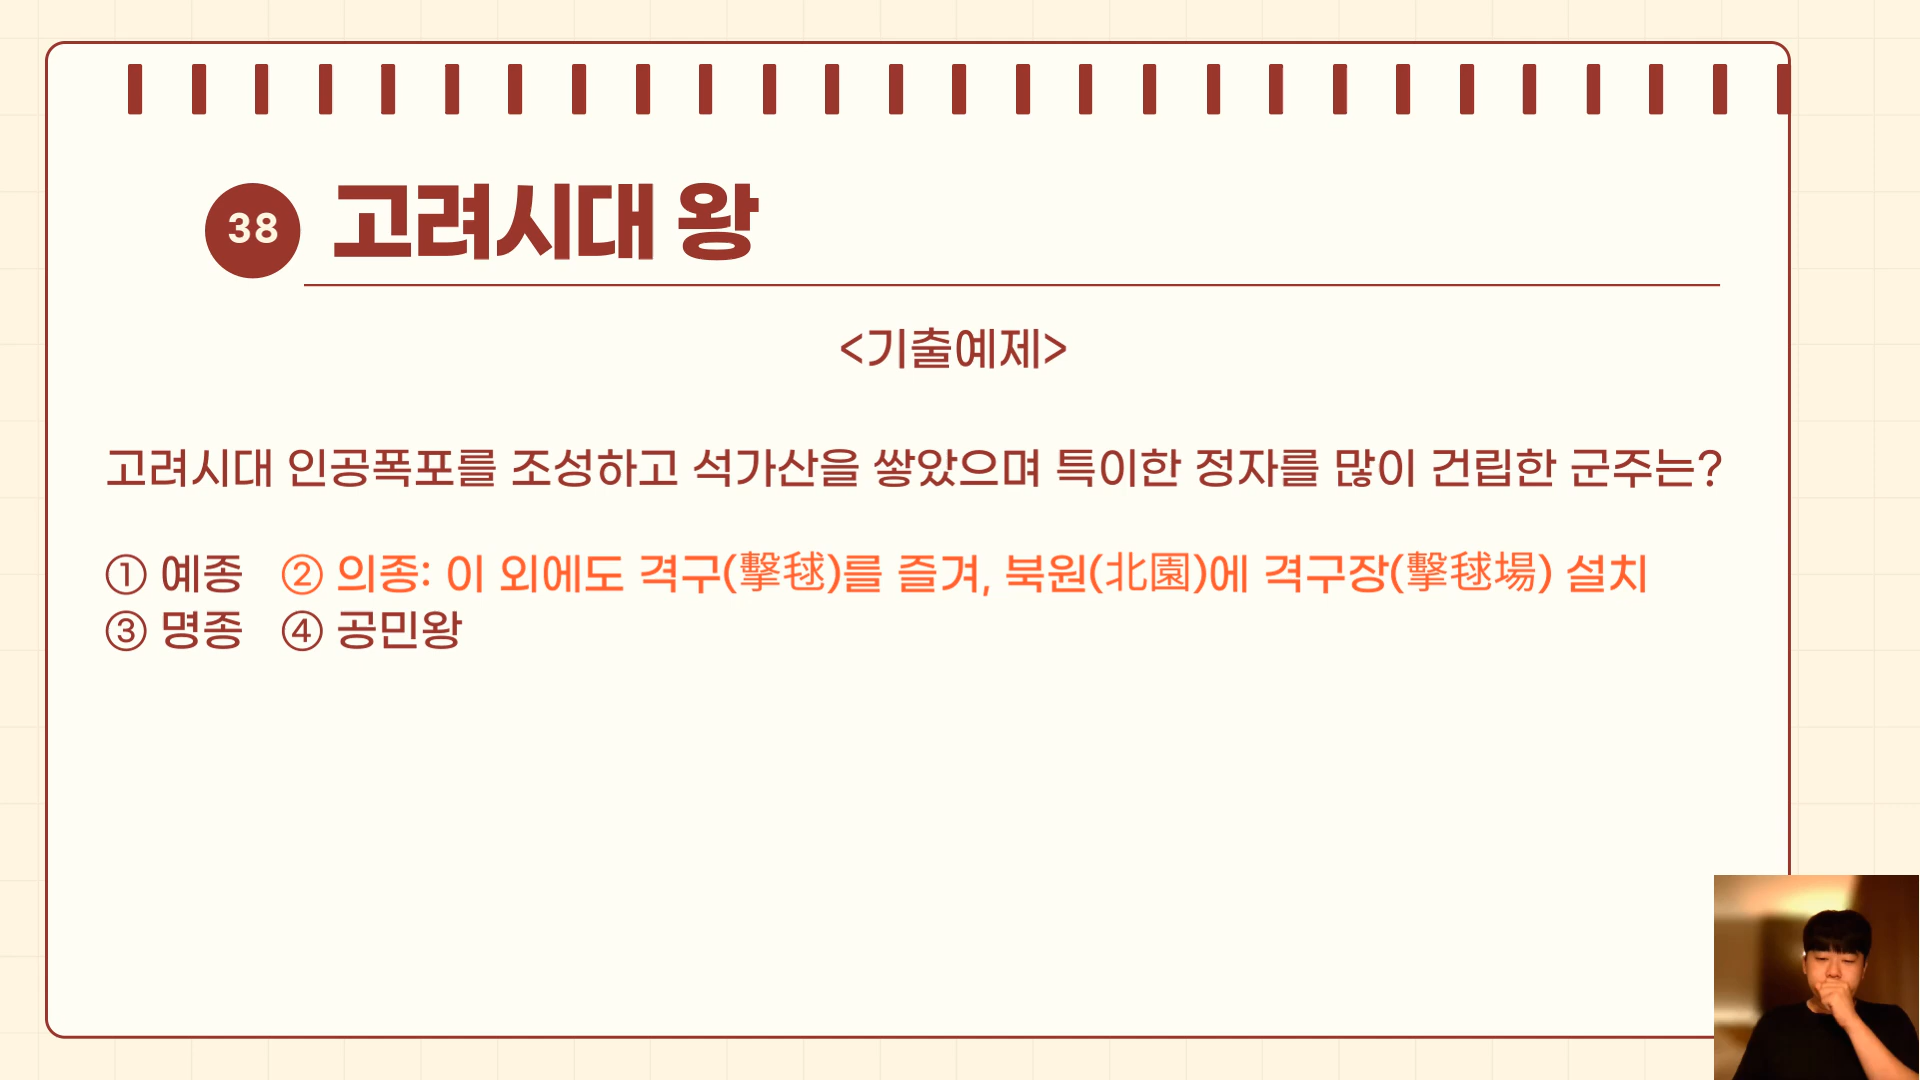 38 고려시대 왕
<기출예제>
고려시대 인공폭포를 조성하고 석가산을 쌓았으며 특이한 정자를 많이 건립한 군주는?
① 예종 ② 의종: 이 외에도 격구(擊毬)를 즐겨, 북원(北園)에 격구장(擊毬場) 설치
③ 명종 ④ 공민왕